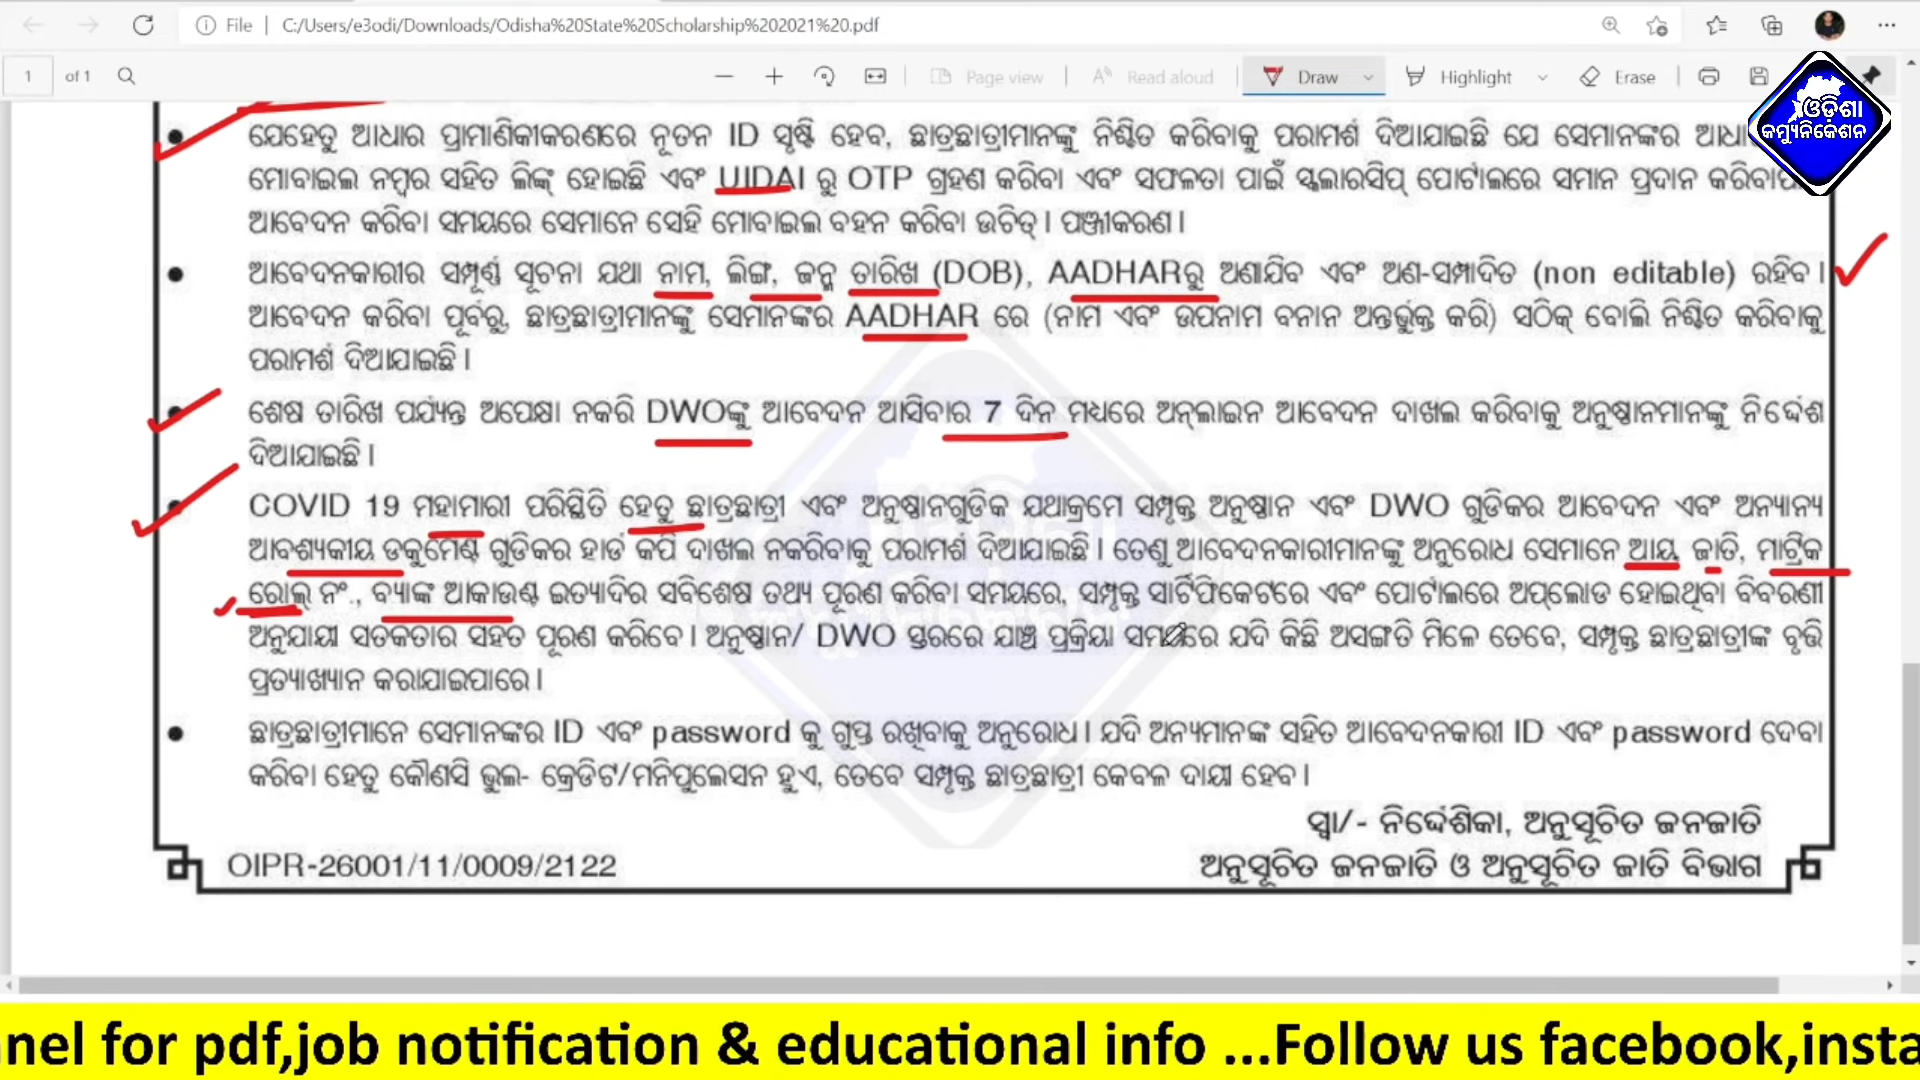 File | C:/Users/e3odi/Downloads/Odisha%20State%20Scholarship%202021%20.pdf
1 of 1 Page view Read aloud Draw Highlight Erase
ଓଡ଼ିଶା
କମ୍ୟୁନିକେଶନ
ଯେହେତୁ ଆଧାର ପ୍ରାମାଣିକୀକରଣରେ ନୂତନ ID ସୃଷ୍ଟି ହେବ, ଛାତ୍ରଛାତ୍ରୀମାନଙ୍କୁ ନିଶ୍ଚିତ କରିବାକୁ ପରାମର୍ଶ ଦିଆଯାଇଛି ଯେ ସେମାନଙ୍କର
ମୋବାଇଲ ନମ୍ବର ସହିତ ଲିଙ୍କ୍ ହୋଇଛି ଏବଂ UIDAI ରୁ OTP ଗ୍ରହଣ କରିବା ଏବଂ ସଫଳତା ପାଇଁ ସ୍କଲାରସିପ୍ ପୋର୍ଟାଲରେ ସମାନ ପ୍ରଦାନ
ଆବେଦନ କରିବା ସମୟରେ ସେମାନେ ସେହି ମୋବାଇଲ ବହନ କରିବା ଉଚିତ୍ । ପଞ୍ଜୀକରଣ ।
ଆବେଦନକାରୀର ସମ୍ପୂର୍ଣ୍ଣ ସୂଚନା ଯଥା ନାମ, ଲିଙ୍ଗ, ଜନ୍ମ ତାରିଖ (DOB), AADHARରୁ ଅଣାଯିବ ଏବଂ ଅଣ-ସମ୍ପାଦିତ (non editable) ରହିବ ।
ଆବେଦନ କରିବା ପୂର୍ବରୁ, ଛାତ୍ରଛାତ୍ରୀମାନଙ୍କୁ ସେମାନଙ୍କର AADHAR ରେ (ନାମ ଏବଂ ଉପନାମ ବନାନ ଅନ୍ତର୍ଭୁକ୍ତ କରି) ସଠିକ୍ ବୋଲି ନିଶ୍ଚିତ କରିବାକୁ
ପରାମର୍ଶ ଦିଆଯାଇଛି ।
ଶେଷ ତାରିଖ ପର୍ଯ୍ୟନ୍ତ ଅପେକ୍ଷା ନକରି DWOଙ୍କୁ ଆବେଦନ ଆସିବାର 7 ଦିନ ମଧ୍ୟରେ ଅନ୍‌ଲାଇନ ଆବେଦନ ଦାଖଲ କରିବାକୁ ଅନୁଷ୍ଠାନମାନଙ୍କୁ ନିର୍ଦ୍ଦେଶ
ଦିଆଯାଇଛି ।
COVID 19 ମହାମାରୀ ପରିସ୍ଥିତି ହେତୁ ଛାତ୍ରଛାତ୍ରୀ ଏବଂ ଅନୁଷ୍ଠାନଗୁଡିକ ଯଥାକ୍ରମେ ସମ୍ପୃକ୍ତ ଅନୁଷ୍ଠାନ ଏବଂ DWO ଗୁଡିକର ଆବେଦନ ଏବଂ ଅନ୍ୟାନ୍ୟ
ଆବଶ୍ୟକୀୟ ଡକୁମେଣ୍ଟ ଗୁଡିକର ହାର୍ଡ କପି ଦାଖଲ ନକରିବାକୁ ପରାମର୍ଶ ଦିଆଯାଇଛି । ତେଣୁ ଆବେଦନକାରୀମାନଙ୍କୁ ଅନୁରୋଧ ସେମାନେ ଆୟ, ଜାତି, ମାଟ୍ରିକ
ରୋଲ୍ ନଂ., ବ୍ୟାଙ୍କ ଆକାଉଣ୍ଟ ଇତ୍ୟାଦିର ସବିଶେଷ ତଥ୍ୟ ପୂରଣ କରିବା ସମୟରେ, ସମ୍ପୃକ୍ତ ସାର୍ଟିଫିକେଟରେ ଏବଂ ପୋର୍ଟାଲରେ ଅପ୍‌ଲୋଡ ହୋଇଥିବା ବିବରଣୀ
ଅନୁଯାୟୀ ସତର୍କତାର ସହତ ପୂରଣ କରିବେ । ଅନୁଷ୍ଠାନ/ DWO ସ୍ତରରେ ଯାଞ୍ଚ ପ୍ରକ୍ରିୟା ସମୟରେ ଯଦି କିଛି ଅସଙ୍ଗତି ମିଳେ ତେବେ, ସମ୍ପୃକ୍ତ ଛାତ୍ରଛାତ୍ରୀଙ୍କ ବୃତ୍ତି
ପ୍ରତ୍ୟାଖ୍ୟାନ କରାଯାଇପାରେ ।
ଛାତ୍ରଛାତ୍ରୀମାନେ ସେମାନଙ୍କର ID ଏବଂ password କୁ ଗୁପ୍ତ ରଖିବାକୁ ଅନୁରୋଧ । ଯଦି ଅନ୍ୟମାନଙ୍କ ସହିତ ଆବେଦନକାରୀ ID ଏବଂ password ଦେବା
କରିବା ହେତୁ କୌଣସି ଭୁଲ- କ୍ରେଡିଟ/ମନିପୁଲେସନ ହୁଏ, ତେବେ ସମ୍ପୃକ୍ତ ଛାତ୍ରଛାତ୍ରୀ କେବଳ ଦାୟୀ ହେବ ।
ସ୍ୱା/- ନିର୍ଦ୍ଦେଶିକା, ଅନୁସୂଚିତ ଜନଜାତି
OIPR-26001/11/0009/2122 ଅନୁସୂଚିତ ଜନଜାତି ଓ ଅନୁସୂଚିତ ଜାତି ବିଭାଗ
nel for pdf,job notification & educational info ...Follow us facebook,insta